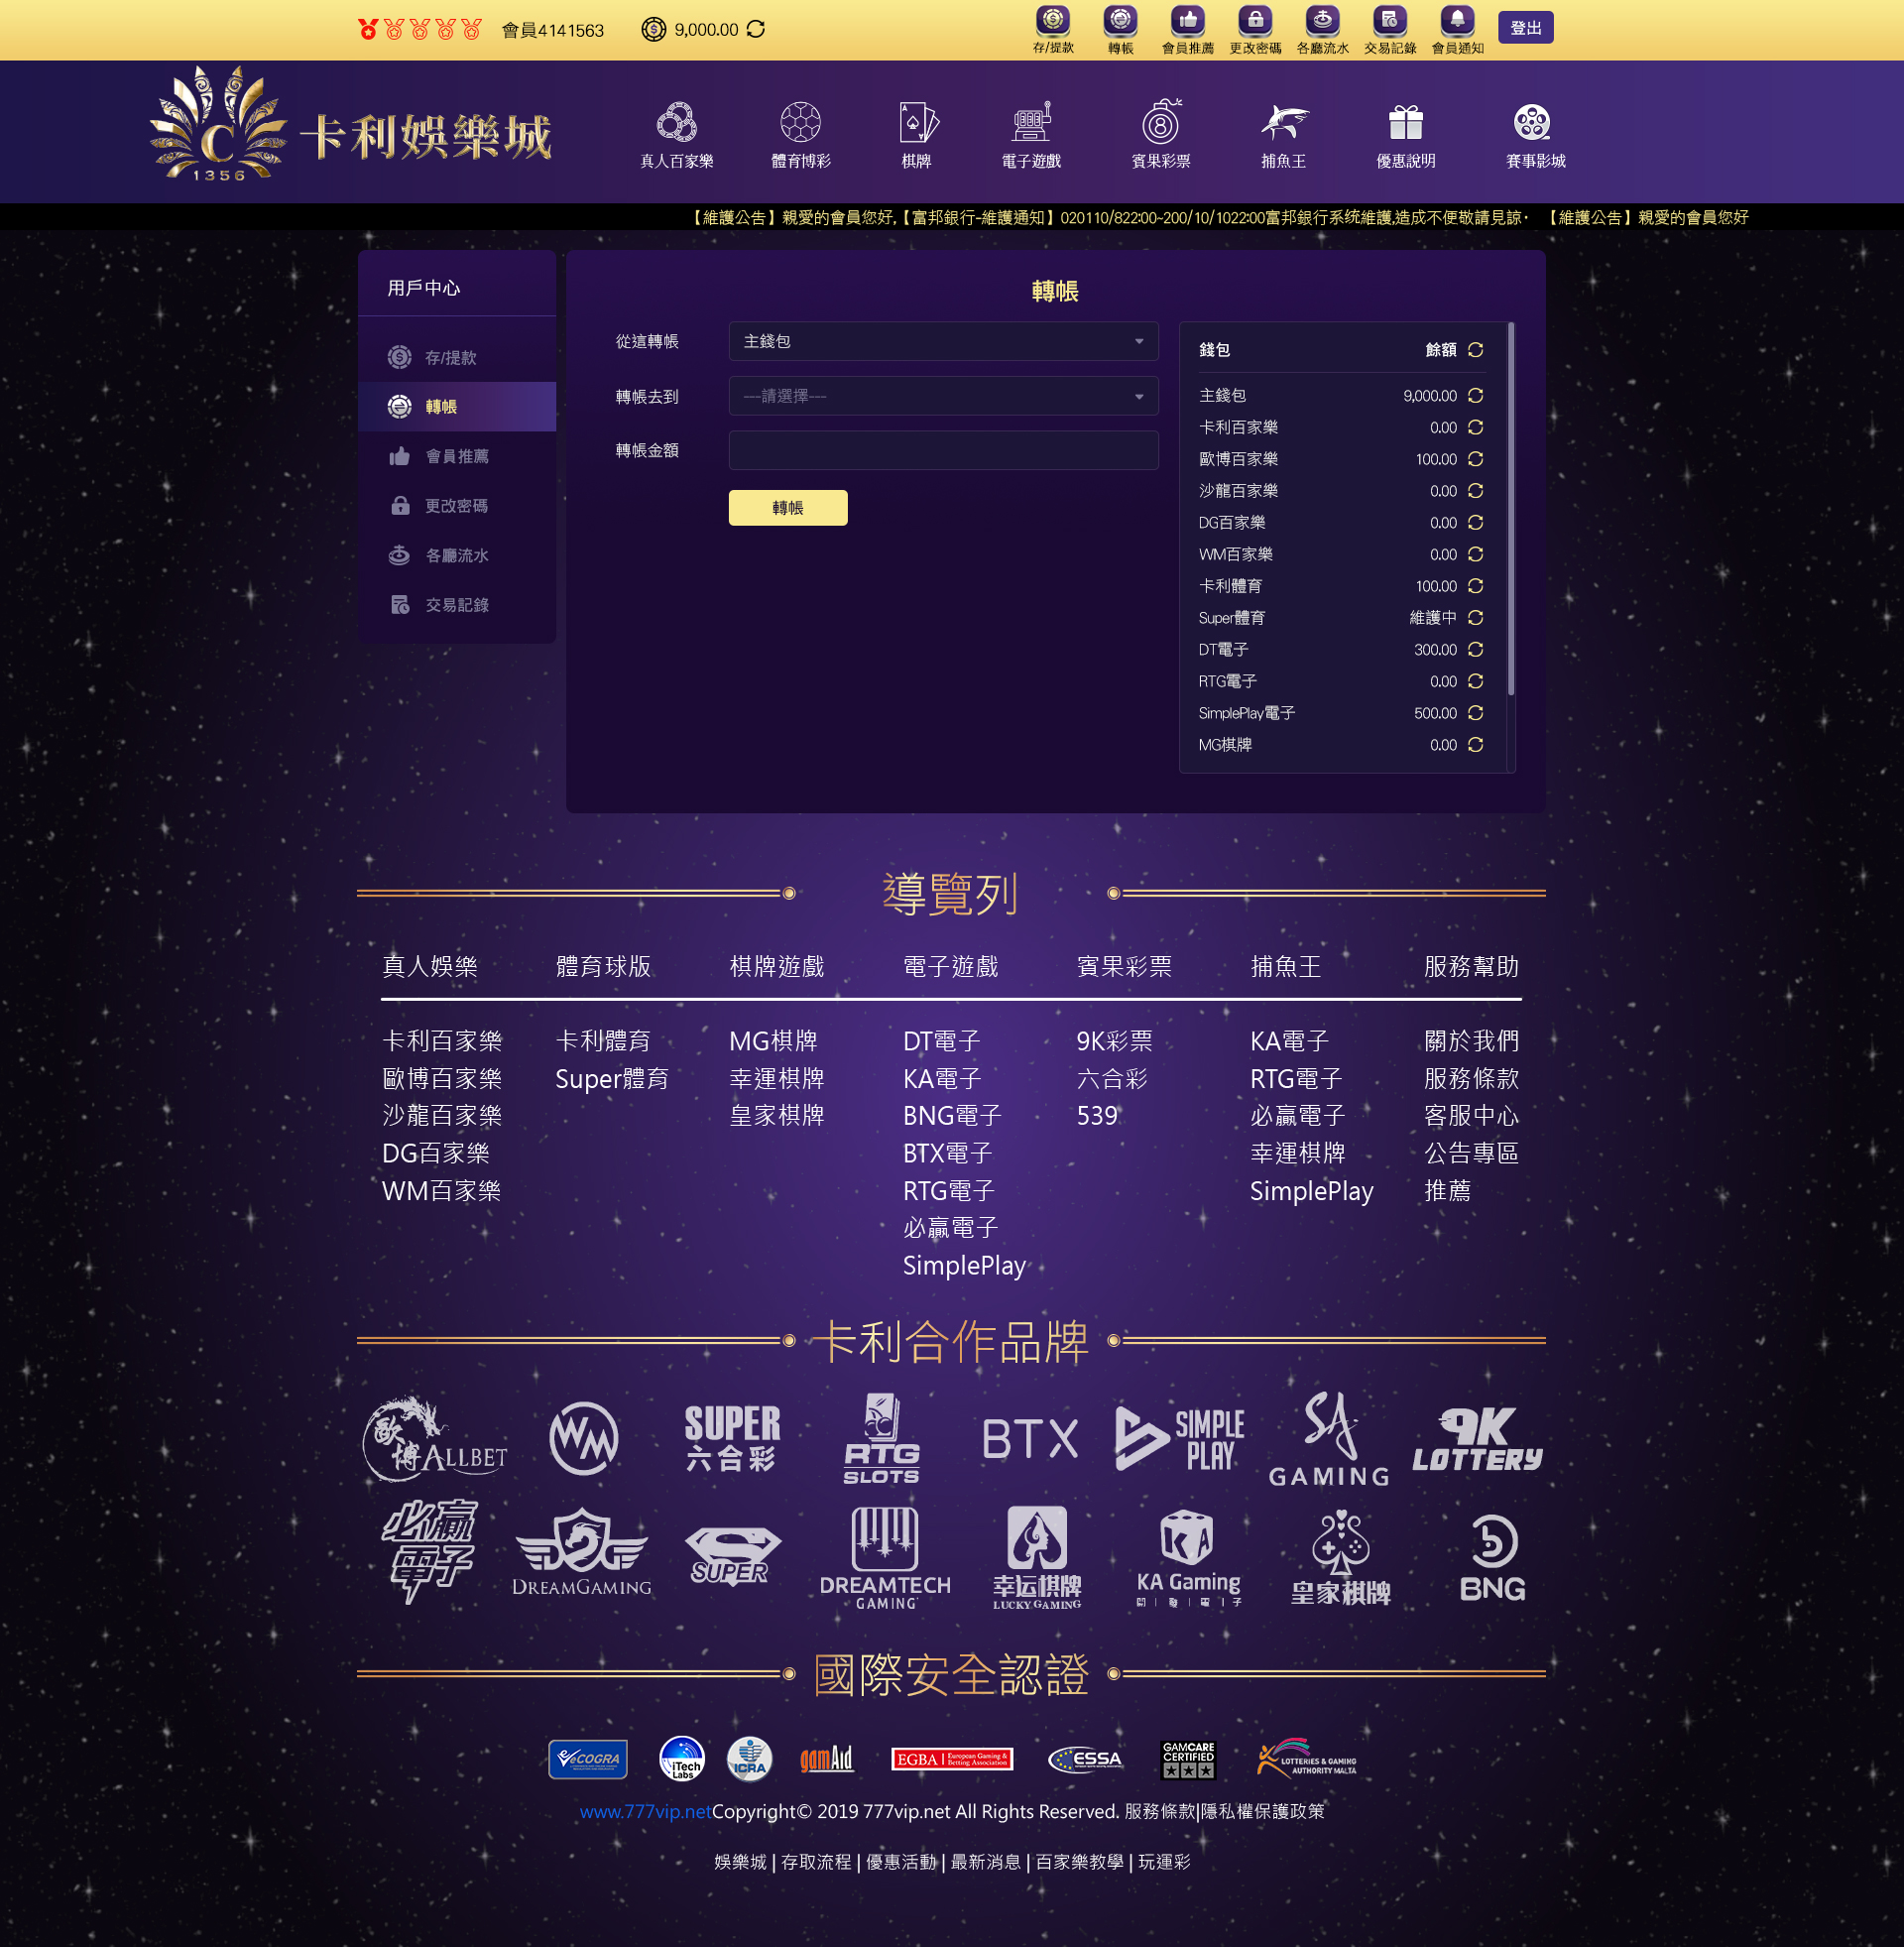 會員4141563
9,000.00
存/提款
轉帳
會員推薦
更改密碼
各廳流水
交易記錄
會員通知
登出
C
1356
卡利娛樂城
真人百家樂
體育博彩
棋牌
電子遊戲
賓果彩票
捕魚王
優惠說明
賽事影城
【維護公告】親愛的會員您好,【富邦銀行-維護通知】020110/822:00~200/10/1022:00富邦銀行系統維護,造成不便敬請見諒· 【維護公告】親愛的會員您好
用戶中心
存/提款
轉帳
會員推薦
更改密碼
各廳流水
交易記錄
轉帳
從這轉帳
主錢包
轉帳去到
---請選擇---
轉帳金額
轉帳
錢包 餘額
主錢包 9,000.00
卡利百家樂 0.00
歐博百家樂 100.00
沙龍百家樂 0.00
DG百家樂 0.00
WM百家樂 0.00
卡利體育 100.00
Super體育 維護中
DT電子 300.00
RTG電子 0.00
SimplePlay電子 500.00
MG棋牌 0.00
導覽列
真人娛樂
體育球版
棋牌遊戲
電子遊戲
賓果彩票
捕魚王
服務幫助
卡利百家樂
歐博百家樂
沙龍百家樂
DG百家樂
WM百家樂
卡利體育
Super體育
MG棋牌
幸運棋牌
皇家棋牌
DT電子
KA電子
BNG電子
BTX電子
RTG電子
必贏電子
SimplePlay
9K彩票
六合彩
539
KA電子
RTG電子
必贏電子
幸運棋牌
SimplePlay
關於我們
服務條款
客服中心
公告專區
推薦
卡利合作品牌
歐博ALLBET
WM
SUPER
六合彩
RTG
SLOTS
BTX
SIMPLE
PLAY
SA
GAMING
9K
LOTTERY
必贏
電子
DG
DREAMGAMING
SUPER
DREAMTECH
GAMING
幸运棋牌
LUCKY GAMING
KA
KA Gaming
皇家棋牌
BNG
國際安全認證
eCOGRA
iTech
Labs
ICRA
gamAid
EGBA
European Gaming &
Betting Association
ESSA
GAMCARE
CERTIFIED
LOTTERIES & GAMING
AUTHORITY MALTA
www.777vip.netCopyright© 2019 777vip.net All Rights Reserved. 服務條款|隱私權保護政策
娛樂城 | 存取流程 | 優惠活動 | 最新消息 | 百家樂教學 | 玩運彩